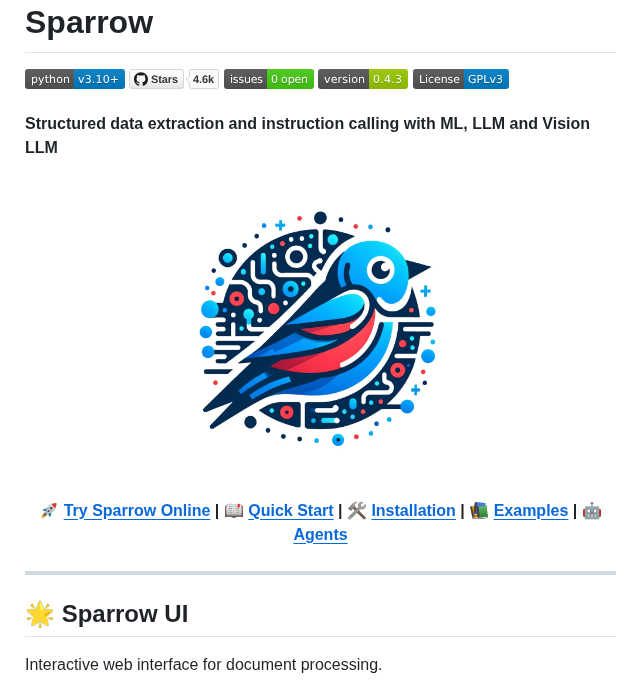 Sparrow
python v3.10+ Stars 4.6k issues 0 open version 0.4.3 License GPLv3
Structured data extraction and instruction calling with ML, LLM and Vision
LLM
🚀 Try Sparrow Online | 📖 Quick Start | 🛠️ Installation | 📚 Examples | 🤖
Agents
🌟 Sparrow UI
Interactive web interface for document processing.